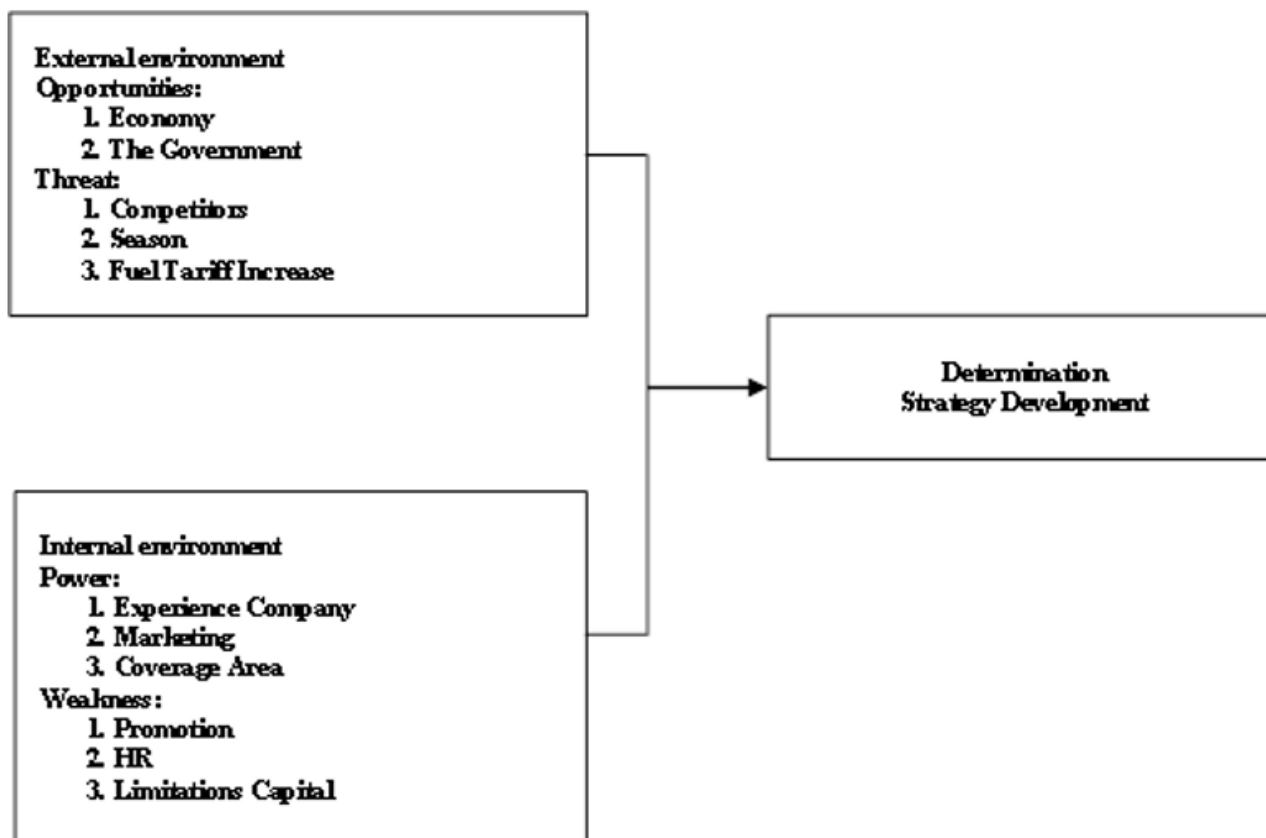 External environment
Opportunities:
1. Economy
2. The Government
Threat:
1. Competitors
2. Season
3. Fuel Tariff Increase
Determination
Strategy Development
Internal environment
Power:
1. Experience Company
2. Marketing
3. Coverage Area
Weakness:
1. Promotion
2. HR
3. Limitations Capital